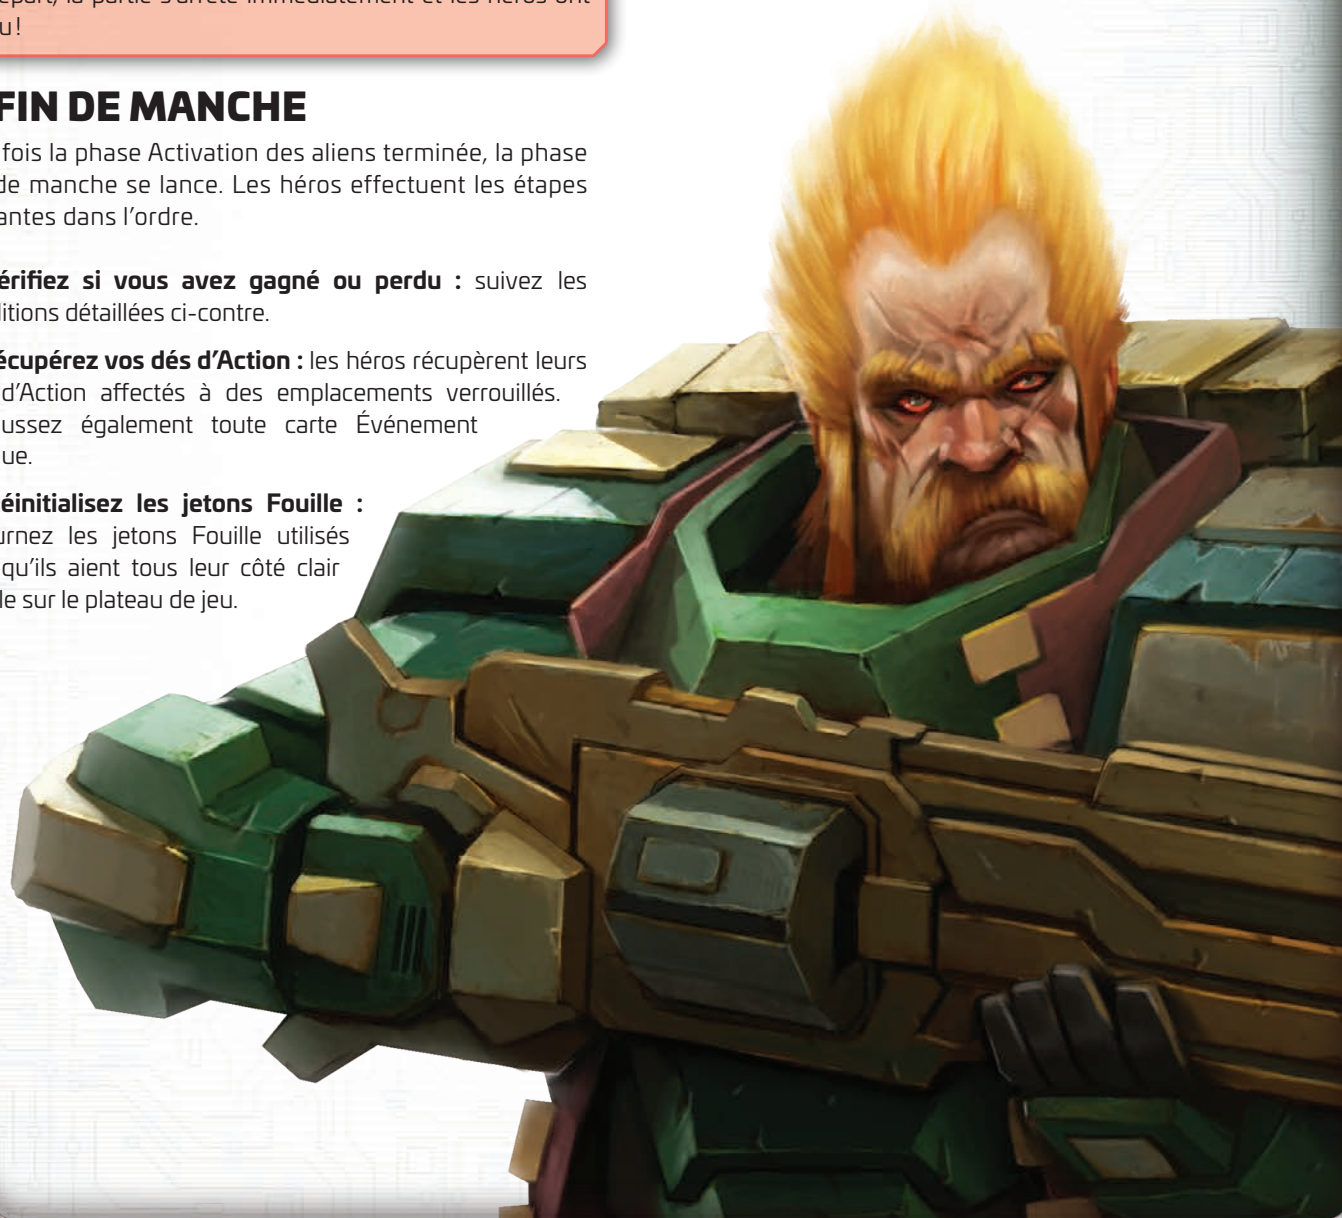 u !
FIN DE MANCHE
fois la phase Activation des aliens terminée, la phase
de manche se lance. Les héros effectuent les étapes
antes dans l’ordre.
érifiez si vous avez gagné ou perdu : suivez les
itions détaillées ci-contre.
écupérez vos dés d’Action : les héros récupèrent leurs
d’Action affectés à des emplacements verrouillés.
ussez également toute carte Événement
ue.
éinitialisez les jetons Fouille :
urnez les jetons Fouille utilisés
qu’ils aient tous leur côté clair
le sur le plateau de jeu.